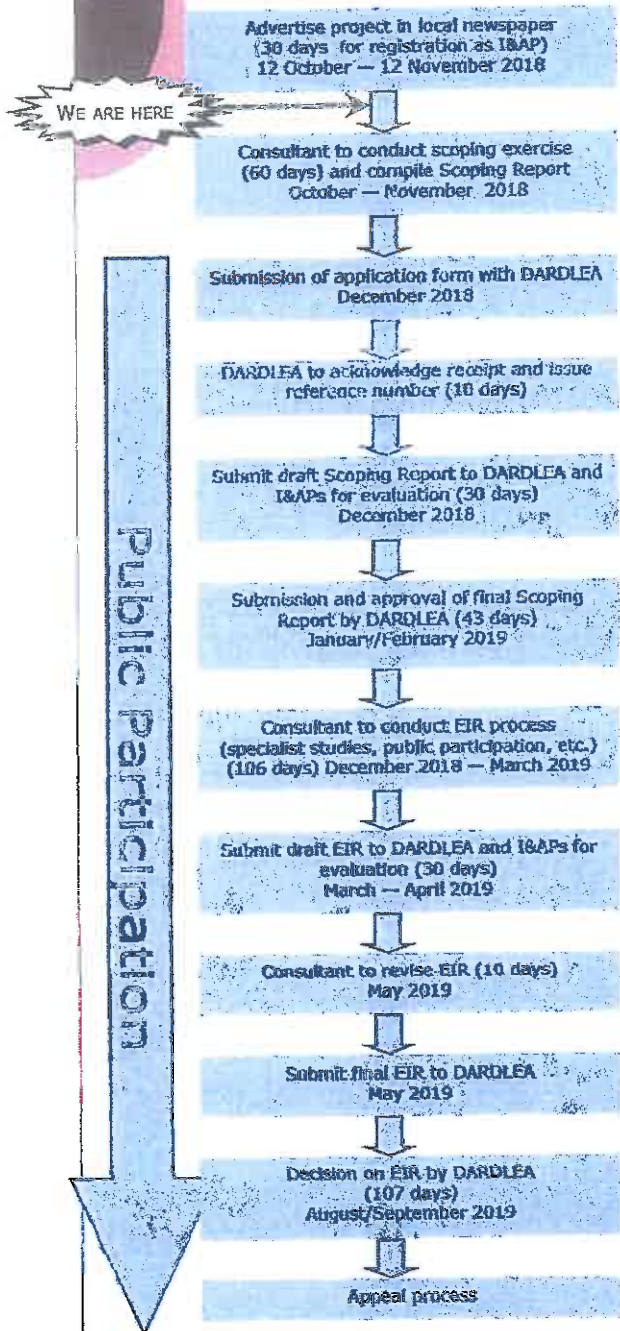 Advertise project in local newspaper
(30 days for registration as I&AP)
12 October — 12 November 2018
WE ARE HERE
Consultant to conduct scoping exercise
(60 days) and compile Scoping Report
October — November 2018
Submission of application form with DARDLEA
December 2018
DARDLEA to acknowledge receipt and issue
reference number (10 days)
Submit draft Scoping Report to DARDLEA and
I&APs for evaluation (30 days)
December 2018
Submission and approval of final Scoping
Report by DARDLEA (43 days)
January/February 2019
Consultant to conduct EIR process
(specialist studies, public participation, etc.)
(106 days) December 2018 — March 2019
Submit draft EIR to DARDLEA and I&APs for
evaluation (30 days)
March — April 2019
Consultant to revise EIR (10 days)
May 2019
Submit final EIR to DARDLEA
May 2019
Decision on EIR by DARDLEA
(107 days)
August/September 2019
Appeal process
Public Participation